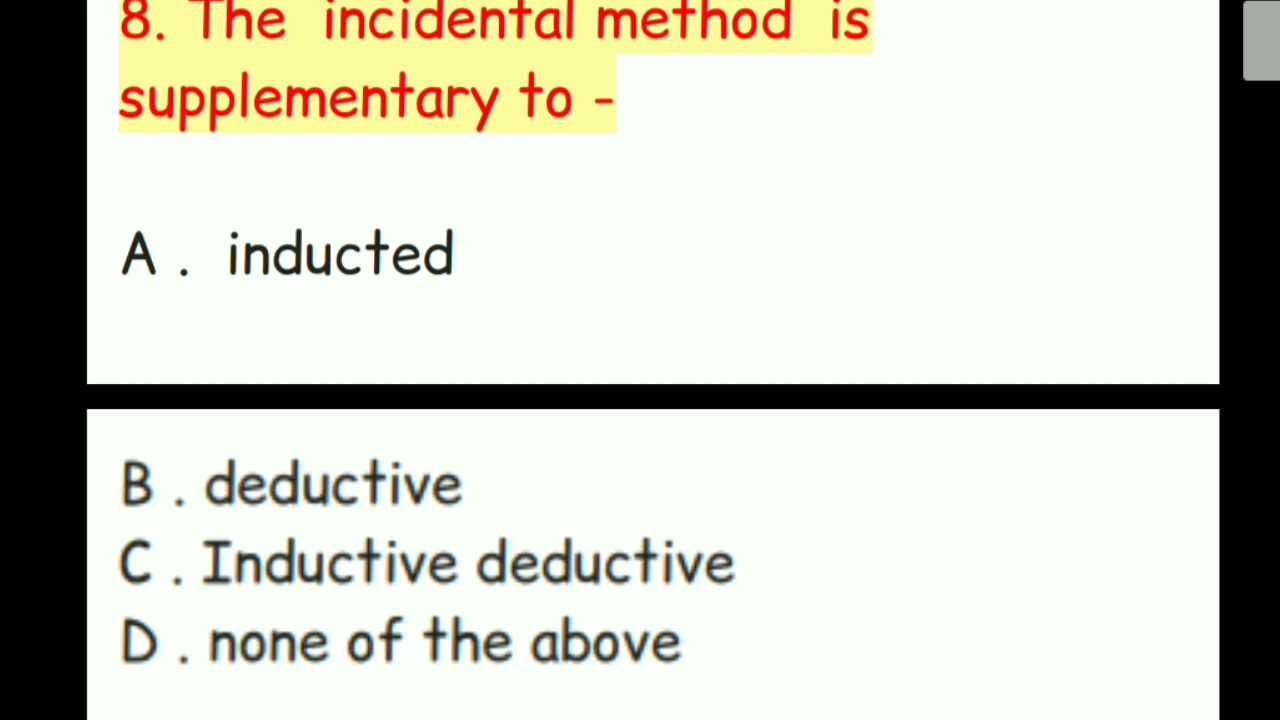 8. The incidental method is
supplementary to -
A . inducted
B . deductive
C . Inductive deductive
D . none of the above